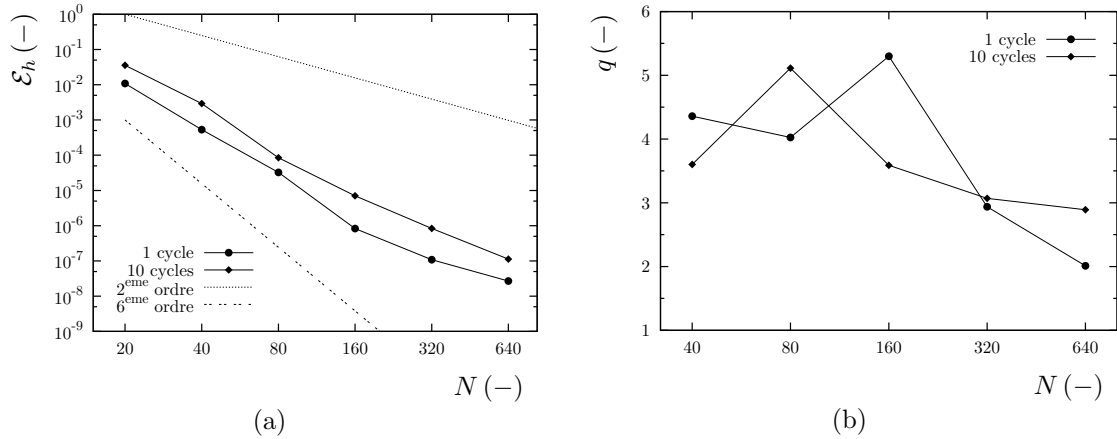 10^0
10^-1
10^-2
10^-3
10^-4
10^-5
10^-6
10^-7
10^-8
10^-9
ℰ_h (−)
1 cycle
10 cycles
2^eme ordre
6^eme ordre
20 40 80 160 320 640
N (−)
(a)
6
5
4
3
2
1
q (−)
1 cycle
10 cycles
40 80 160 320 640
N (−)
(b)